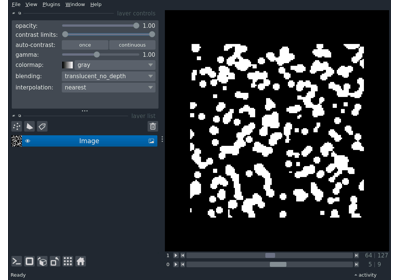 File View Plugins Window Help
layer controls
opacity: 1.00
contrast limits:
auto-contrast: once continuous
gamma: 1.00
colormap: gray
blending: translucent_no_depth
interpolation: nearest
layer list
Image
1 64 127
0 5 9
Ready activity